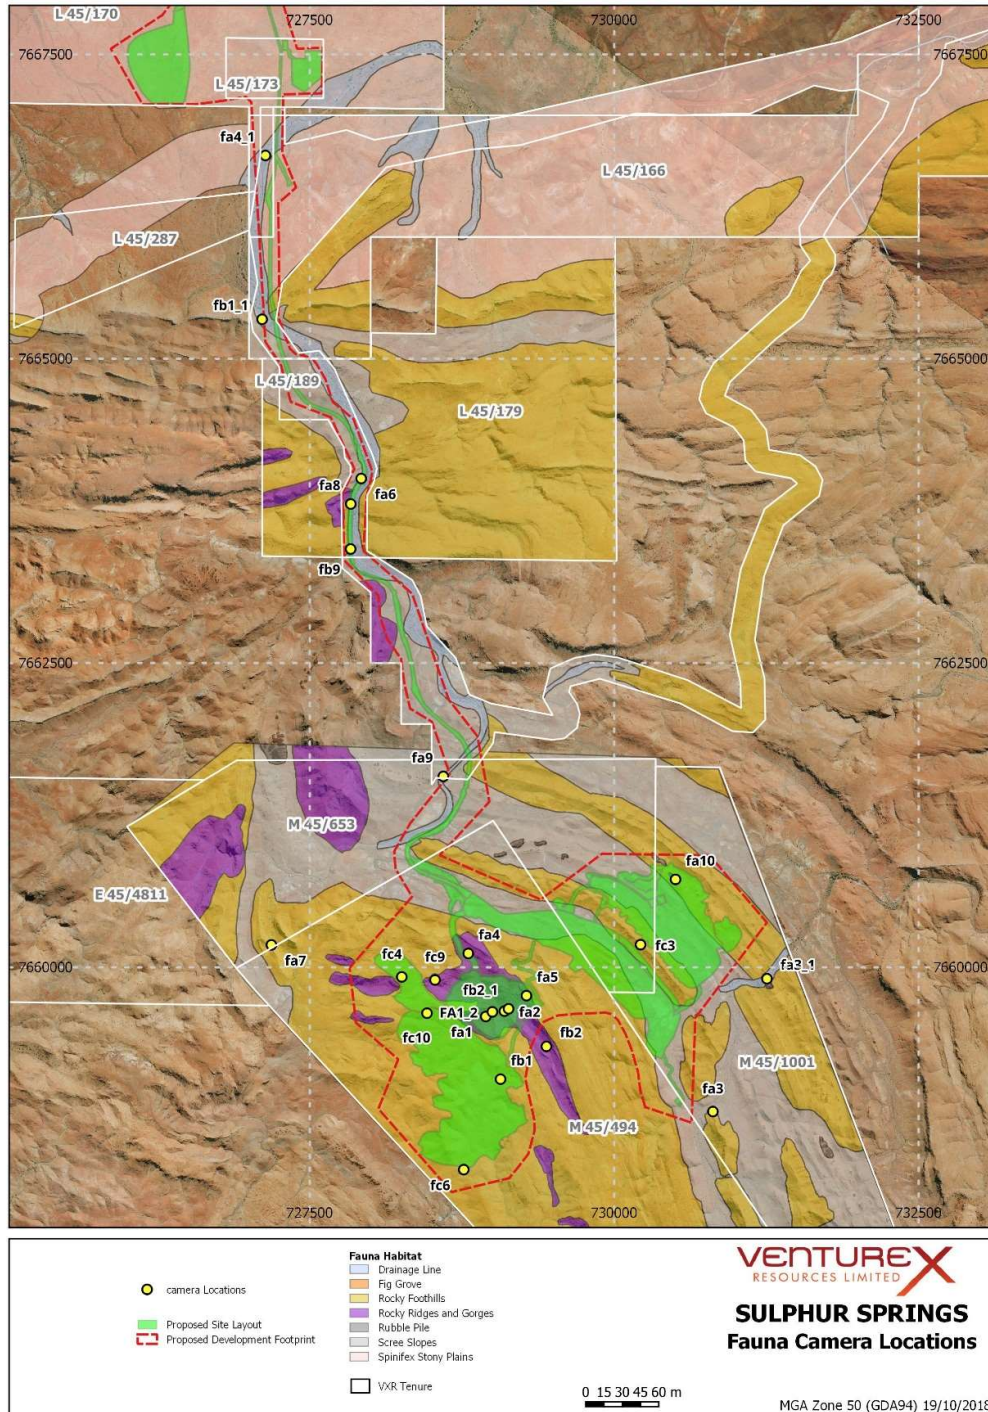 L 45/170
727500
730000
732500
7667500
7667500
L 45/173
fa4_1
L 45/166
L 45/287
fb1_1
7665000
7665000
L 45/189
L 45/179
fa8
fa6
fb9
7662500
7662500
fa9
M 45/653
fa10
E 45/4811
fa4
fc3
fa7
fc4
fc9
fa3_1
7660000
7660000
fb2_1
fa5
FA1_2
fa2
fa1
fc10
fb2
fb1
M 45/1001
fa3
M 45/494
fc6
727500
730000
732500
camera Locations
Proposed Site Layout
Proposed Development Footprint
Fauna Habitat
Drainage Line
Fig Grove
Rocky Foothills
Rocky Ridges and Gorges
Rubble Pile
Scree Slopes
Spinifex Stony Plains
VXR Tenure
0 15 30 45 60 m
VENTUREX
RESOURCES LIMITED
SULPHUR SPRINGS
Fauna Camera Locations
MGA Zone 50 (GDA94) 19/10/2018